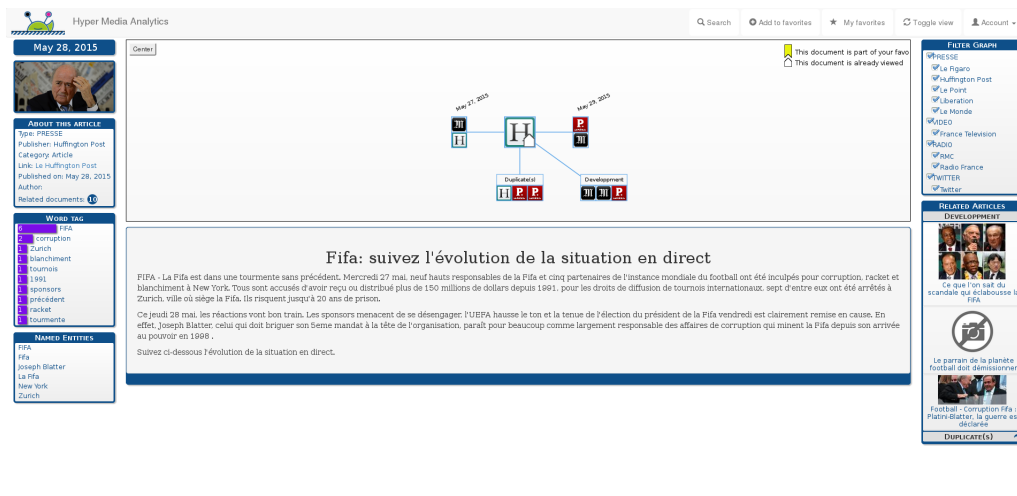 Hyper Media Analytics
Search
Add to favorites
My favorites
Toggle view
Account
May 28, 2015
About this article
Type: PRESSE
Publisher: Huffington Post
Category: Article
Link: Le Huffington Post
Published on: May 28, 2015
Author:
Related documents: 10
Word tag
6 FIFA
2 corruption
1 Zurich
1 blanchiment
1 tournois
1 1991
1 sponsors
1 précédent
1 racket
1 tourmente
Named Entities
FIFA
Fifa
Joseph Blatter
La Fifa
New York
Zurich
Center
This document is part of your favo
This document is already viewed
May 27, 2015
May 29, 2015
H
H
Duplicate(s)
Developpment
H
Fifa: suivez l'évolution de la situation en direct
FIFA - La Fifa est dans une tourmente sans précédent. Mercredi 27 mai, neuf hauts responsables de la Fifa et cinq partenaires de l'instance mondiale du football ont été inculpés pour corruption, racket et
blanchiment à New York. Tous sont accusés d'avoir reçu ou distribué plus de 150 millions de dollars depuis 1991, pour les droits de diffusion de tournois internationaux. sept d'entre eux ont été arrêtés à
Zurich, ville où siège la Fifa. Ils risquent jusqu'à 20 ans de prison.
Ce jeudi 28 mai, les réactions vont bon train. Les sponsors menacent de se désengager, l'UEFA hausse le ton et la tenue de l'élection du président de la Fifa vendredi est clairement remise en cause. En
effet, Joseph Blatter, celui qui doit briguer son 5eme mandat à la tête de l'organisation, paraît pour beaucoup comme largement responsable des affaires de corruption qui minent la Fifa depuis son arrivée
au pouvoir en 1998 .
Suivez ci-dessous l'évolution de la situation en direct.
Filter Graph
PRESSE
Le Figaro
Huffington Post
Le Point
Liberation
Le Monde
VIDEO
France Television
RADIO
RMC
Radio France
TWITTER
Twitter
Related Articles
Developpment
Ce que l'on sait du
scandale qui éclabousse la
FIFA
Le parrain de la planète
football doit démissionner
Football - Corruption Fifa :
Platini-Blatter, la guerre es
déclarée
Duplicate(s)